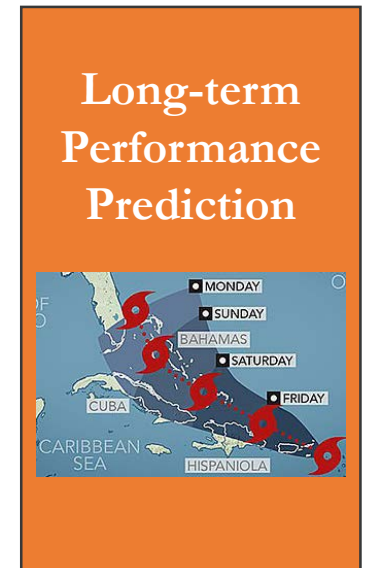 Long-term
Performance
Prediction
MONDAY
SUNDAY
BAHAMAS
SATURDAY
FRIDAY
CUBA
CARIBBEAN
SEA
HISPANIOLA